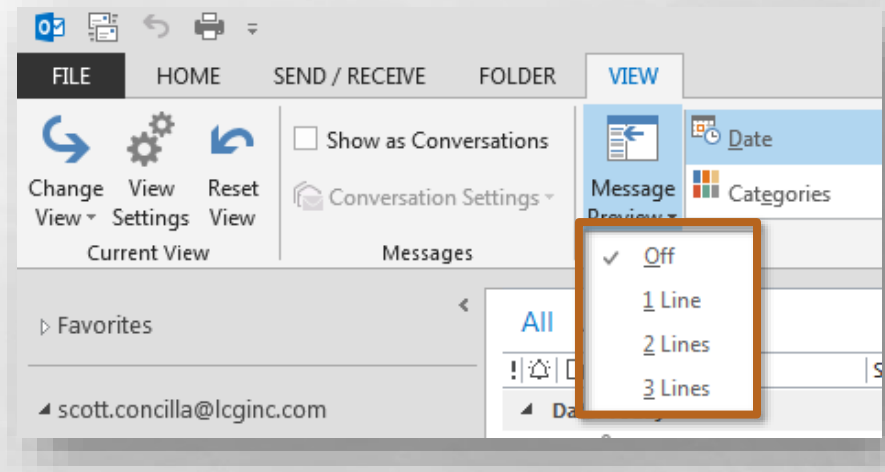 FILE HOME SEND / RECEIVE FOLDER VIEW
Change View
View Settings
Reset View
Current View
Show as Conversations
Conversation Settings
Messages
Message Preview
Date
Categories
Off
1 Line
2 Lines
3 Lines
Favorites
All
!
scott.concilla@lcginc.com